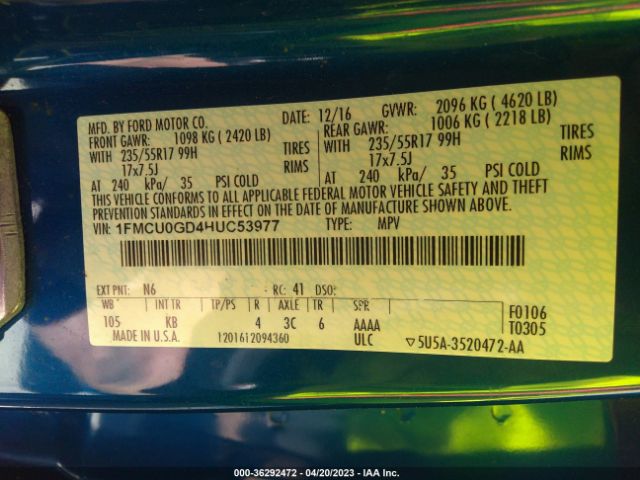 MFD. BY FORD MOTOR CO. DATE: 12/16 GVWR: 2096 KG ( 4620 LB)
FRONT GAWR: 1098 KG ( 2420 LB) REAR GAWR: 1006 KG ( 2218 LB)
WITH 235/55R17 99H TIRES WITH 235/55R17 99H TIRES
17x7.5J RIMS 17x7.5J RIMS
AT 240 kPa/ 35 PSI COLD AT 240 kPa/ 35 PSI COLD
THIS VEHICLE CONFORMS TO ALL APPLICABLE FEDERAL MOTOR VEHICLE SAFETY AND THEFT
PREVENTION STANDARDS IN EFFECT ON THE DATE OF MANUFACTURE SHOWN ABOVE.
VIN: 1FMCU0GD4HUC53977 TYPE: MPV
EXT PNT: N6 RC: 41 DSO:
WB INT TR TP/PS R AXLE TR SPR
105 KB 4 3C 6 AAAA
F0106
T0305
MADE IN U.S.A. 1201612094360 ULC ▽5U5A-3520472-AA
000-36292472 - 04/20/2023 - IAA Inc.